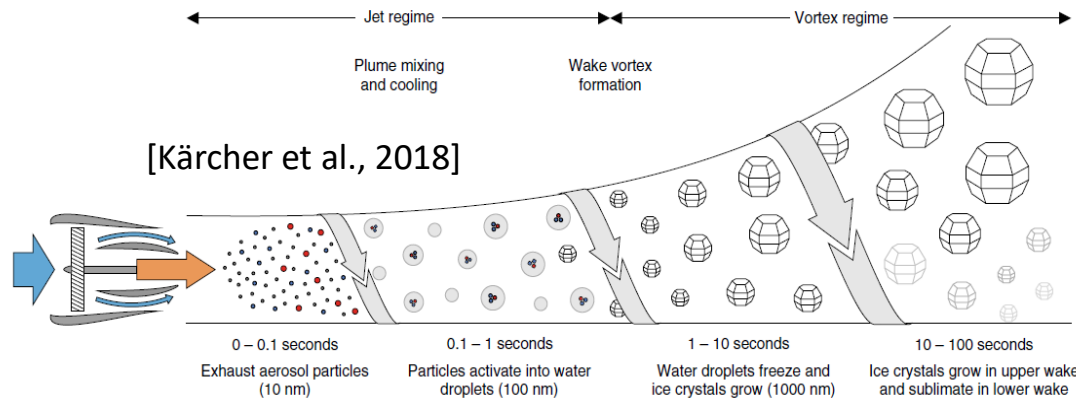 Jet regime
Vortex regime
Plume mixing
and cooling
Wake vortex
formation
[Kärcher et al., 2018]
0 – 0.1 seconds
0.1 – 1 seconds
1 – 10 seconds
10 – 100 seconds
Exhaust aerosol particles
(10 nm)
Particles activate into water
droplets (100 nm)
Water droplets freeze and
ice crystals grow (1000 nm)
Ice crystals grow in upper wake
and sublimate in lower wake